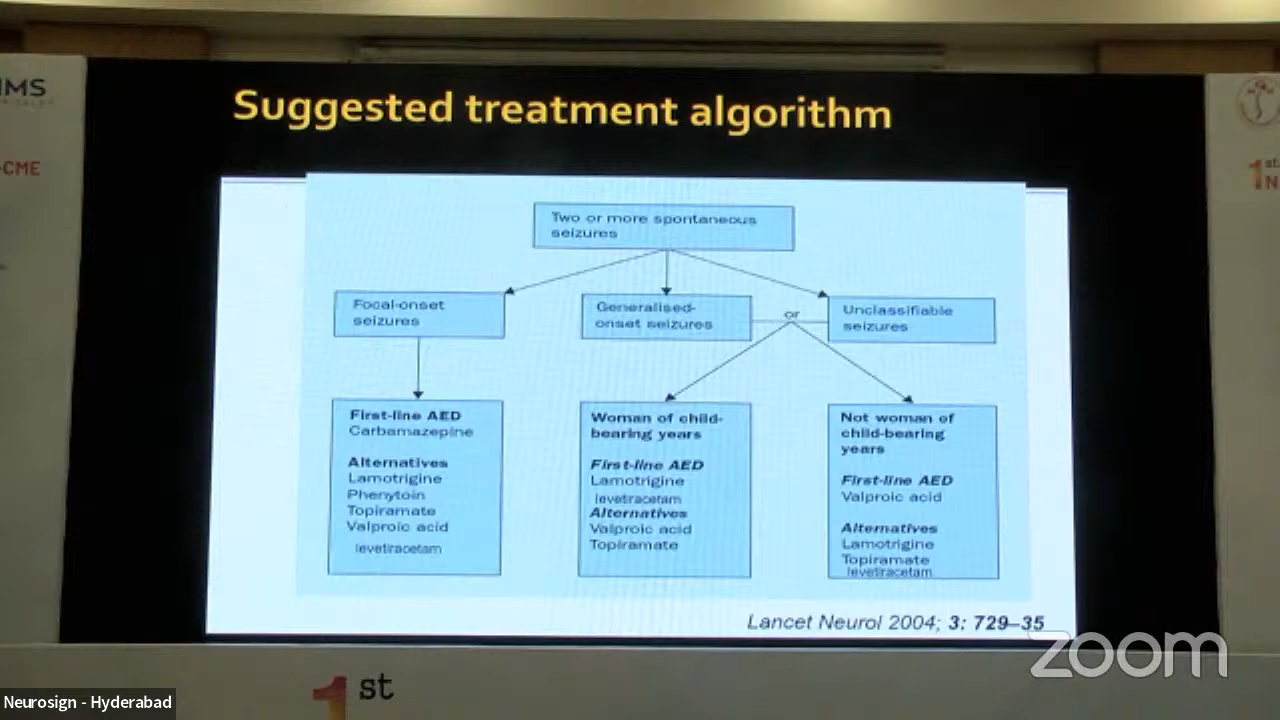 IMS
-CME
1st
N
Suggested treatment algorithm
Two or more spontaneous
seizures
Focal-onset
seizures
Generalised-
onset seizures
or
Unclassifiable
seizures
First-line AED
Carbamazepine
Alternatives
Lamotrigine
Phenytoin
Topiramate
Valproic acid
levetiracetam
Woman of child-
bearing years
First-line AED
Lamotrigine
levetiracetam
Alternatives
Valproic acid
Topiramate
Not woman of
child-bearing
years
First-line AED
Valproic acid
Alternatives
Lamotrigine
Topiramate
levetiracetam
Lancet Neurol 2004; 3: 729–35
zoom
1st
Neurosign - Hyderabad